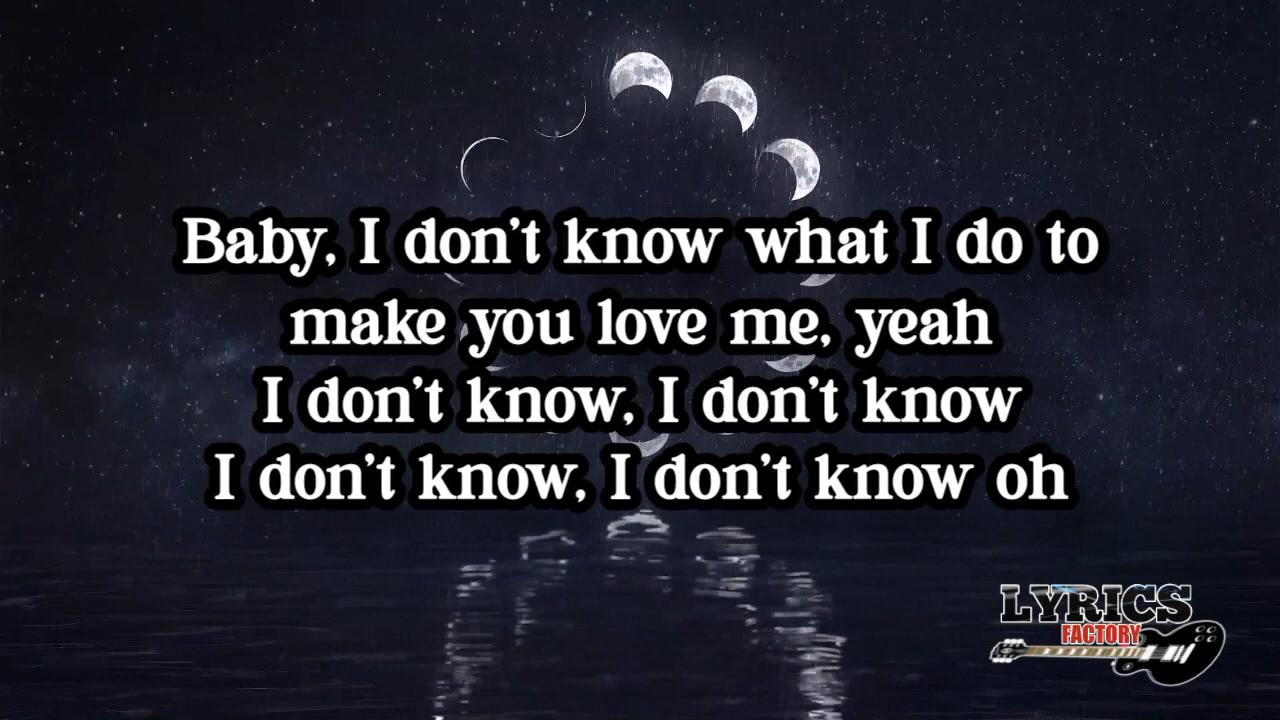 Baby, I don't know what I do to
make you love me, yeah
I don't know, I don't know
I don't know, I don't know oh
LYRICS
FACTORY